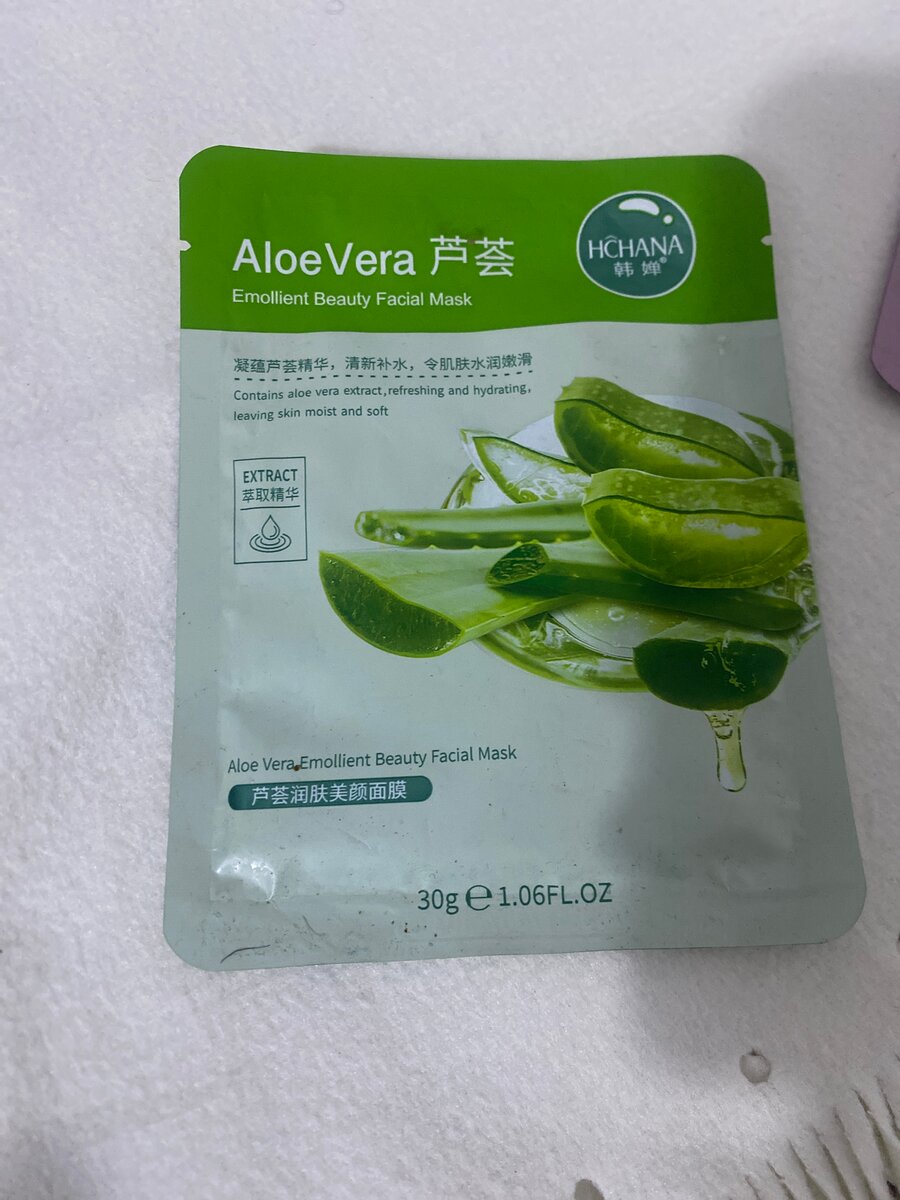 AloeVera 芦荟
Emollient Beauty Facial Mask
HCHANA
韩婵®
凝蕴芦荟精华，清新补水，令肌肤水润嫩滑
Contains aloe vera extract,refreshing and hydrating,
leaving skin moist and soft
EXTRACT
萃取精华
Aloe Vera Emollient Beauty Facial Mask
芦荟润肤美颜面膜
30g ℮ 1.06FL.OZ